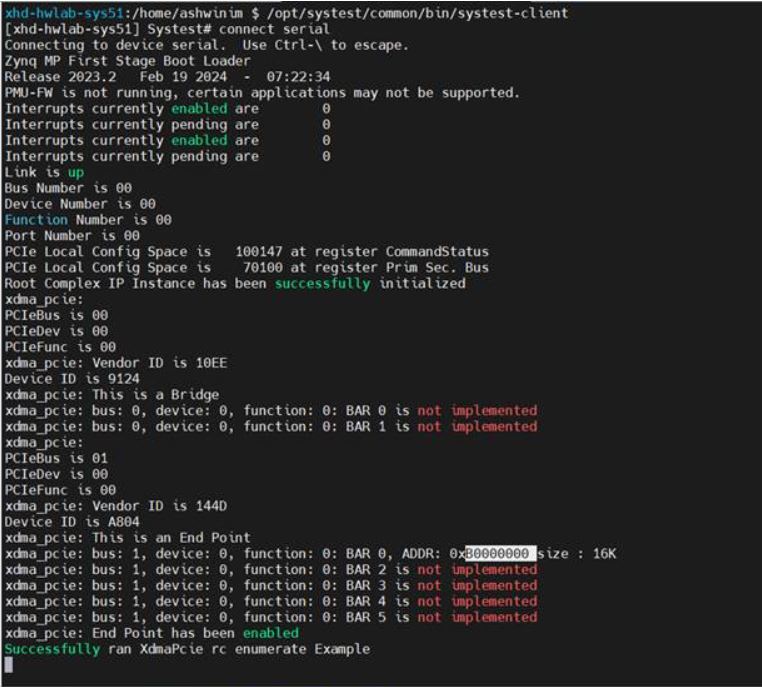 xhd-hwlab-sys51:/home/ashwinim $ /opt/systest/common/bin/systest-client
[xhd-hwlab-sys51] Systest# connect serial
Connecting to device serial.  Use Ctrl-\ to escape.
Zynq MP First Stage Boot Loader
Release 2023.2   Feb 19 2024  -  07:22:34
PMU-FW is not running, certain applications may not be supported.
Interrupts currently enabled are        0
Interrupts currently pending are        0
Interrupts currently enabled are        0
Interrupts currently pending are        0
Link is up
Bus Number is 00
Device Number is 00
Function Number is 00
Port Number is 00
PCIe Local Config Space is   100147 at register CommandStatus
PCIe Local Config Space is    70100 at register Prim Sec. Bus
Root Complex IP Instance has been successfully initialized
xdma_pcie:
PCIeBus is 00
PCIeDev is 00
PCIeFunc is 00
xdma_pcie: Vendor ID is 10EE
Device ID is 9124
xdma_pcie: This is a Bridge
xdma_pcie: bus: 0, device: 0, function: 0: BAR 0 is not implemented
xdma_pcie: bus: 0, device: 0, function: 0: BAR 1 is not implemented
xdma_pcie:
PCIeBus is 01
PCIeDev is 00
PCIeFunc is 00
xdma_pcie: Vendor ID is 144D
Device ID is A804
xdma_pcie: This is an End Point
xdma_pcie: bus: 1, device: 0, function: 0: BAR 0, ADDR: 0xB0000000 size : 16K
xdma_pcie: bus: 1, device: 0, function: 0: BAR 2 is not implemented
xdma_pcie: bus: 1, device: 0, function: 0: BAR 3 is not implemented
xdma_pcie: bus: 1, device: 0, function: 0: BAR 4 is not implemented
xdma_pcie: bus: 1, device: 0, function: 0: BAR 5 is not implemented
xdma_pcie: End Point has been enabled
Successfully ran XdmaPcie rc enumerate Example